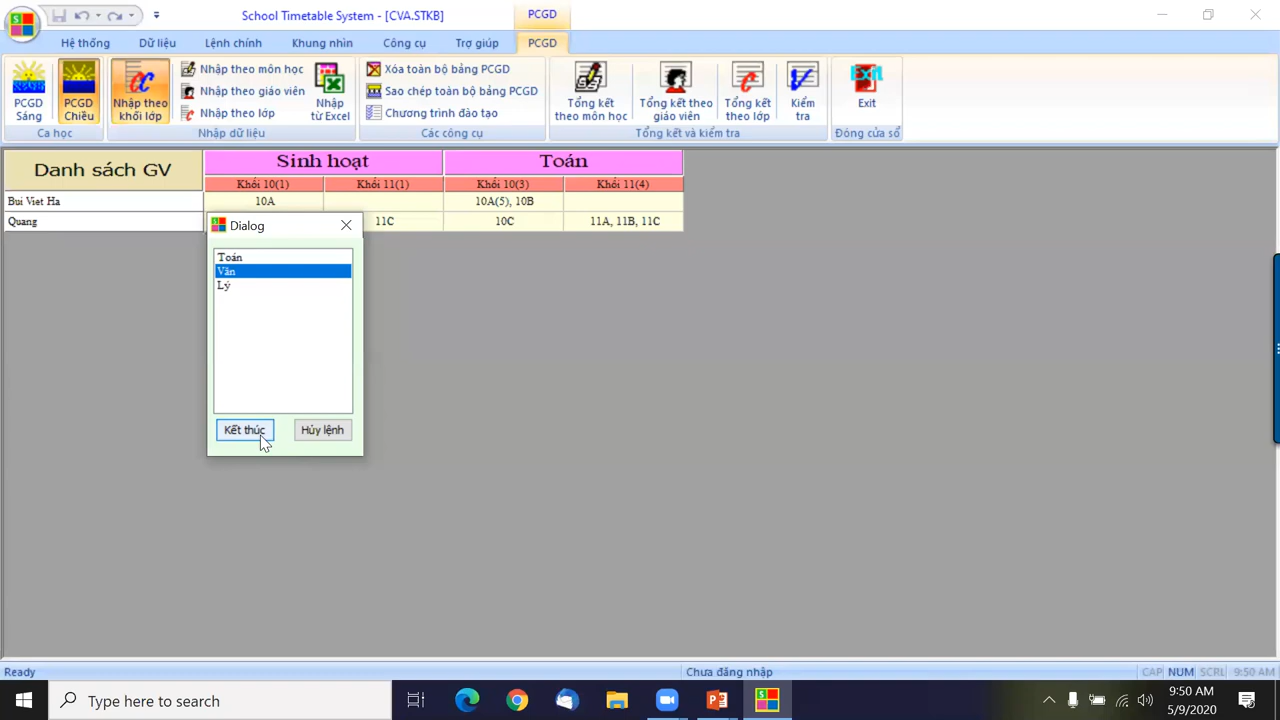 School Timetable System - [CVA.STKB]
PCGD
Hệ thống
Dữ liệu
Lệnh chính
Khung nhìn
Công cụ
Trợ giúp
PCGD
PCGD Sáng
PCGD Chiều
Ca học
Nhập theo khối lớp
Nhập theo môn học
Nhập theo giáo viên
Nhập theo lớp
Nhập từ Excel
Nhập dữ liệu
Xóa toàn bộ bảng PCGD
Sao chép toàn bộ bảng PCGD
Chương trình đào tạo
Các công cụ
Tổng kết theo môn học
Tổng kết theo giáo viên
Tổng kết theo lớp
Kiểm tra
Tổng kết và kiểm tra
Exit
Exit
Đóng cửa sổ
Danh sách GV
Sinh hoạt
Toán
Khối 10(1)
Khối 11(1)
Khối 10(3)
Khối 11(4)
Bui Viet Ha
10A
10A(5), 10B
Quang
11C
10C
11A, 11B, 11C
Dialog
Toán
Văn
Lý
Kết thúc
Hủy lệnh
Ready
Chưa đăng nhập
CAP
NUM
SCRL
9:50 AM
Type here to search
9:50 AM
5/9/2020